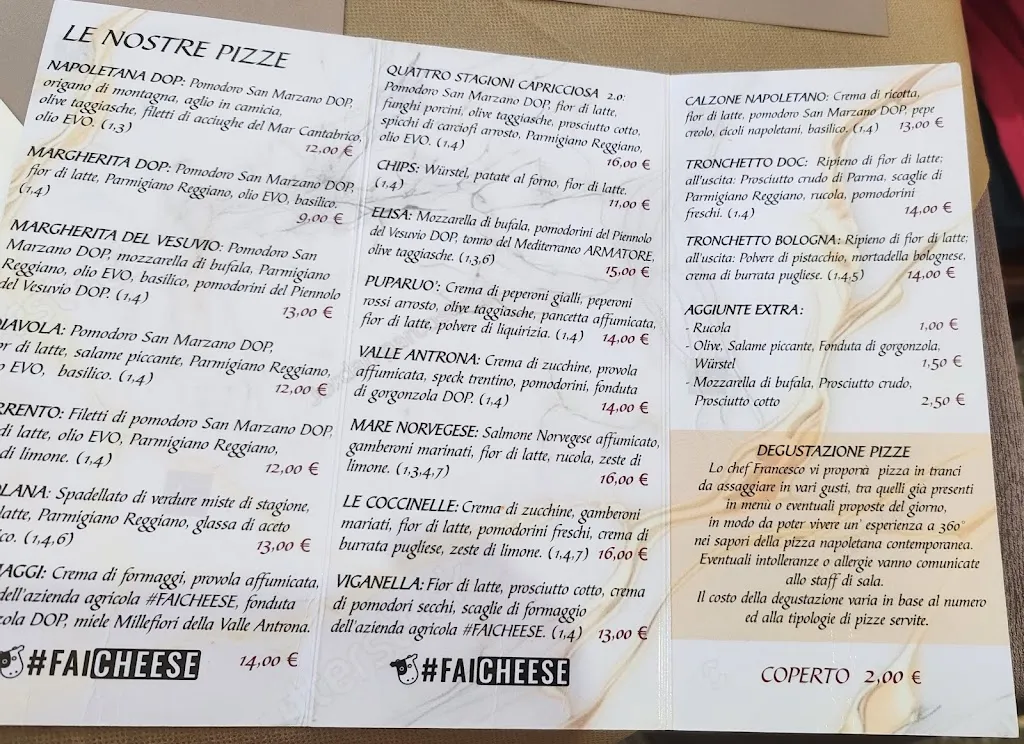 LE NOSTRE PIZZE
NAPOLETANA DOP: Pomodoro San Marzano DOP,
origano di montagna, aglio in camicia,
olive taggiasche, filetti di acciughe del Mar Cantabrico,
olio EVO. (1,3)
12,00 €
MARGHERITA DOP: Pomodoro San Marzano DOP,
fior di latte, Parmigiano Reggiano, olio EVO, basilico.
(1,4)
9,00 €
MARGHERITA DEL VESUVIO: Pomodoro San
Marzano DOP, mozzarella di bufala, Parmigiano
Reggiano, olio EVO, basilico, pomodorini del Piennolo
del Vesuvio DOP. (1,4)
13,00 €
DIAVOLA: Pomodoro San Marzano DOP,
or di latte, salame piccante, Parmigiano Reggiano,
o EVO, basilico. (1,4)
12,00 €
RRENTO: Filetti di pomodoro San Marzano DOP,
di latte, olio EVO, Parmigiano Reggiano,
di limone. (1,4)
12,00 €
OLANA: Spadellato di verdure miste di stagione,
latte, Parmigiano Reggiano, glassa di aceto
ico. (1,4,6)
13,00 €
AGGI: Crema di formaggi, provola affumicata,
dell'azienda agricola #FAICHEESE, fonduta
zola DOP, miele Millefiori della Valle Antrona.
#FAICHEESE 14,00 €
QUATTRO STAGIONI CAPRICCIOSA 2.0:
Pomodoro San Marzano DOP, fior di latte,
funghi porcini, olive taggiasche, prosciutto cotto,
spicchi di carciofi arrosto, Parmigiano Reggiano,
olio EVO. (1,4)
16,00 €
CHIPS: Würstel, patate al forno, fior di latte.
(1,4)
11,00 €
ELISA: Mozzarella di bufala, pomodorini del Piennolo
del Vesuvio DOP, tonno del Mediterraneo ARMATORE,
olive taggiasche. (1,3,6)
15,00 €
PUPARUO': Crema di peperoni gialli, peperoni
rossi arrosto, olive taggiasche, pancetta affumicata,
fior di latte, polvere di liquirizia. (1,4) 14,00 €
VALLE ANTRONA: Crema di zucchine, provola
affumicata, speck trentino, pomodorini, fonduta
di gorgonzola DOP. (1,4)
14,00 €
MARE NORVEGESE: Salmone Norvegese affumicato,
gamberoni marinati, fior di latte, rucola, zeste di
limone. (1,3,4,7)
16,00 €
LE COCCINELLE: Crema di zucchine, gamberoni
mariati, fior di latte, pomodorini freschi, crema di
burrata pugliese, zeste di limone. (1,4,7) 16,00 €
VIGANELLA: Fior di latte, prosciutto cotto, crema
di pomodori secchi, scaglie di formaggio
dell'azienda agricola #FAICHEESE. (1,4) 13,00 €
#FAICHEESE
CALZONE NAPOLETANO: Crema di ricotta,
fior di latte, pomodoro San Marzano DOP, pepe
creolo, cicoli napoletani, basilico. (1,4) 13,00 €
TRONCHETTO DOC: Ripieno di fior di latte;
all'uscita: Prosciutto crudo di Parma, scaglie di
Parmigiano Reggiano, rucola, pomodorini
freschi. (1,4) 14,00 €
TRONCHETTO BOLOGNA: Ripieno di fior di latte;
all'uscita: Polvere di pistacchio, mortadella bolognese,
crema di burrata pugliese. (1,4,5) 14,00 €
AGGIUNTE EXTRA:
- Rucola 1,00 €
- Olive, Salame piccante, Fonduta di gorgonzola,
Würstel 1,50 €
- Mozzarella di bufala, Prosciutto crudo,
Prosciutto cotto 2,50 €
DEGUSTAZIONE PIZZE
Lo chef Francesco vi proporrà pizza in tranci
da assaggiare in vari gusti, tra quelli già presenti
in menù o eventuali proposte del giorno,
in modo da poter vivere un' esperienza a 360°
nei sapori della pizza napoletana contemporanea.
Eventuali intolleranze o allergie vanno comunicate
allo staff di sala.
Il costo della degustazione varia in base al numero
ed alla tipologie di pizze servite.
COPERTO 2,00 €